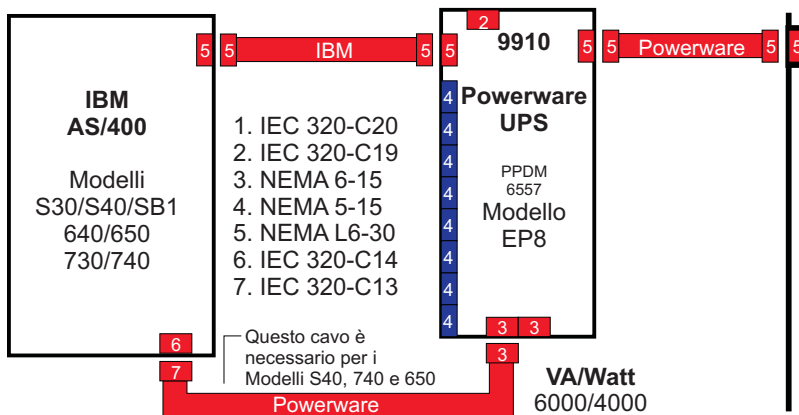 2
5 5 IBM 5 5 9910 5 5 Powerware 5 5
IBM
AS/400
Modelli
S30/S40/SB1
640/650
730/740
1. IEC 320-C20
2. IEC 320-C19
3. NEMA 6-15
4. NEMA 5-15
5. NEMA L6-30
6. IEC 320-C14
7. IEC 320-C13
4
4
4
4
4
4
4
4
Powerware
UPS
PPDM
6557
Modello
EP8
3 3
6
7
Questo cavo è
necessario per i
Modelli S40, 740 e 650
3
Powerware
VA/Watt
6000/4000